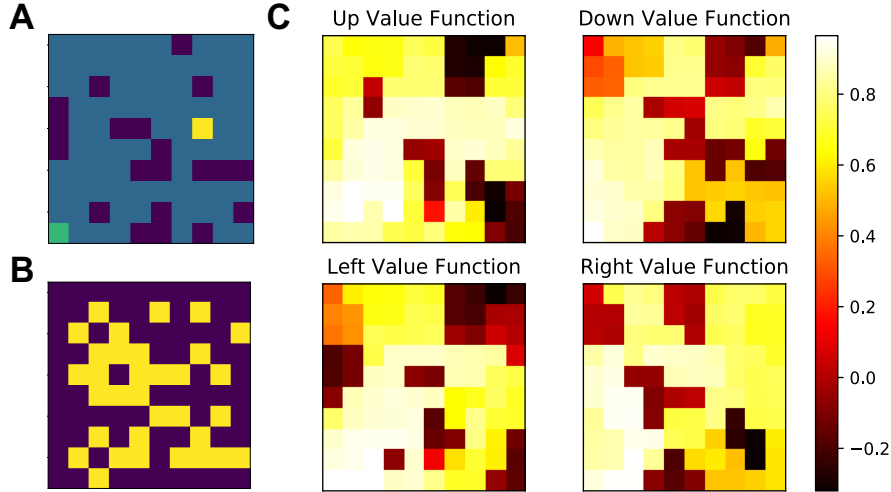 A
C
Up Value Function
Down Value Function
B
Left Value Function
Right Value Function
0.8
0.6
0.4
0.2
0.0
−0.2